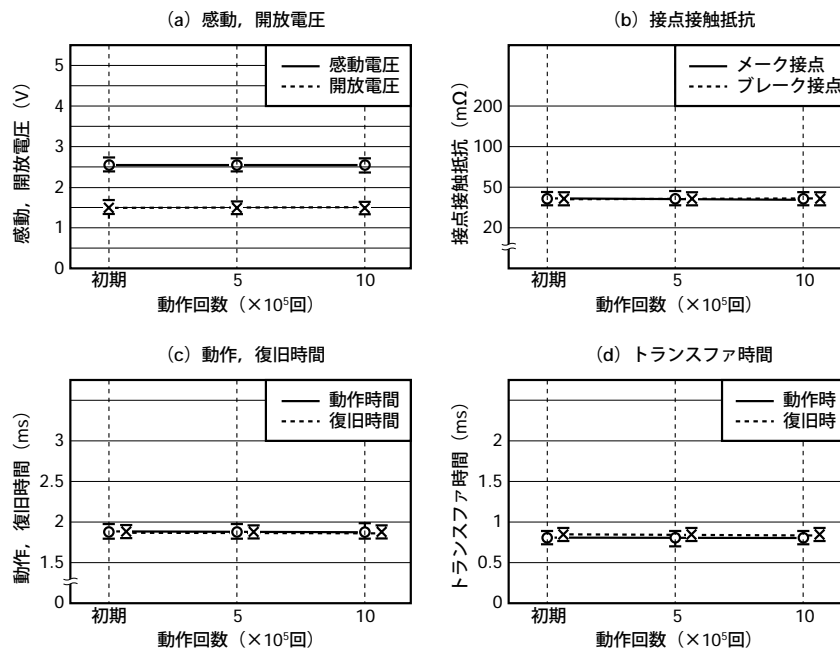 (a) 感動，開放電圧
感動，開放電圧（V）
5
4
3
2
1
0
感動電圧
開放電圧
初期
5
10
動作回数（×10⁵回）
(b) 接点接触抵抗
接点接触抵抗（mΩ）
200
100
50
20
メーク接点
ブレーク接点
初期
5
10
動作回数（×10⁵回）
(c) 動作，復旧時間
動作，復旧時間（ms）
3
2.5
2
1.5
0
動作時間
復旧時間
初期
5
10
動作回数（×10⁵回）
(d) トランスファ時間
トランスファ時間（ms）
2
1.5
1
0.5
0
動作時
復旧時
初期
5
10
動作回数（×10⁵回）